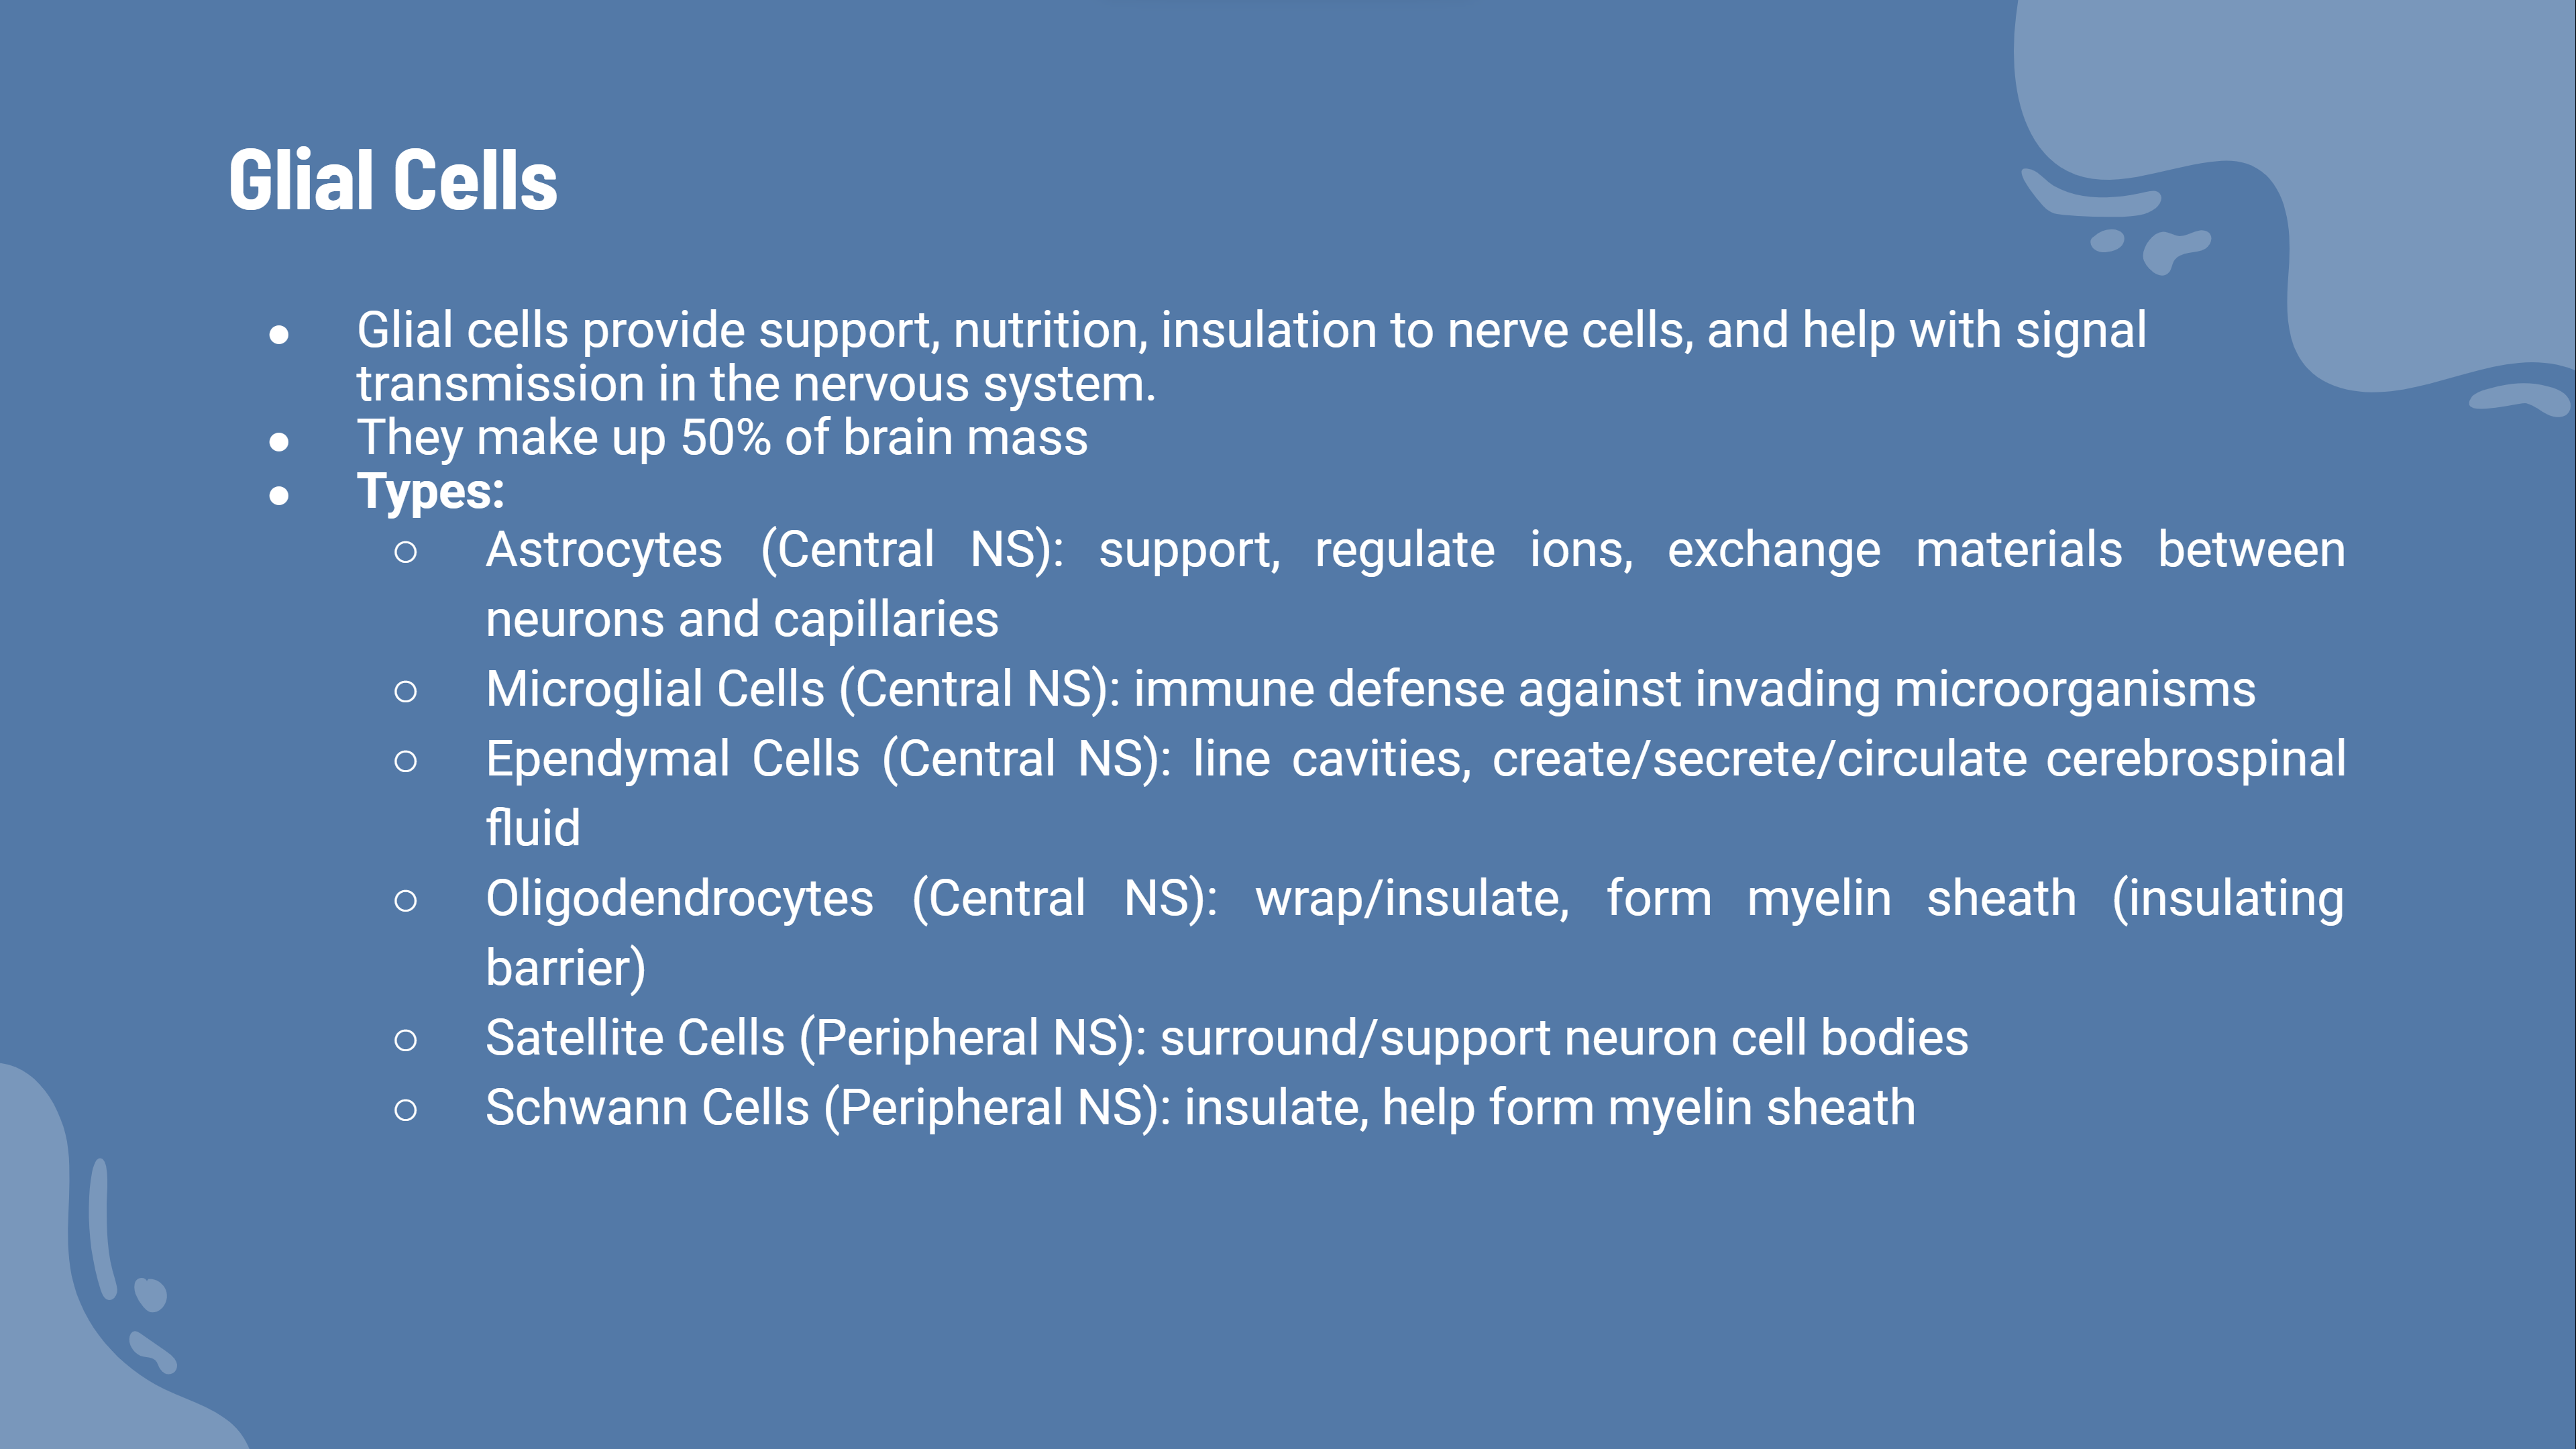 Glial Cells
● Glial cells provide support, nutrition, insulation to nerve cells, and help with signal
transmission in the nervous system.
● They make up 50% of brain mass
● Types:
○ Astrocytes (Central NS): support, regulate ions, exchange materials between
neurons and capillaries
○ Microglial Cells (Central NS): immune defense against invading microorganisms
○ Ependymal Cells (Central NS): line cavities, create/secrete/circulate cerebrospinal
fluid
○ Oligodendrocytes (Central NS): wrap/insulate, form myelin sheath (insulating
barrier)
○ Satellite Cells (Peripheral NS): surround/support neuron cell bodies
○ Schwann Cells (Peripheral NS): insulate, help form myelin sheath